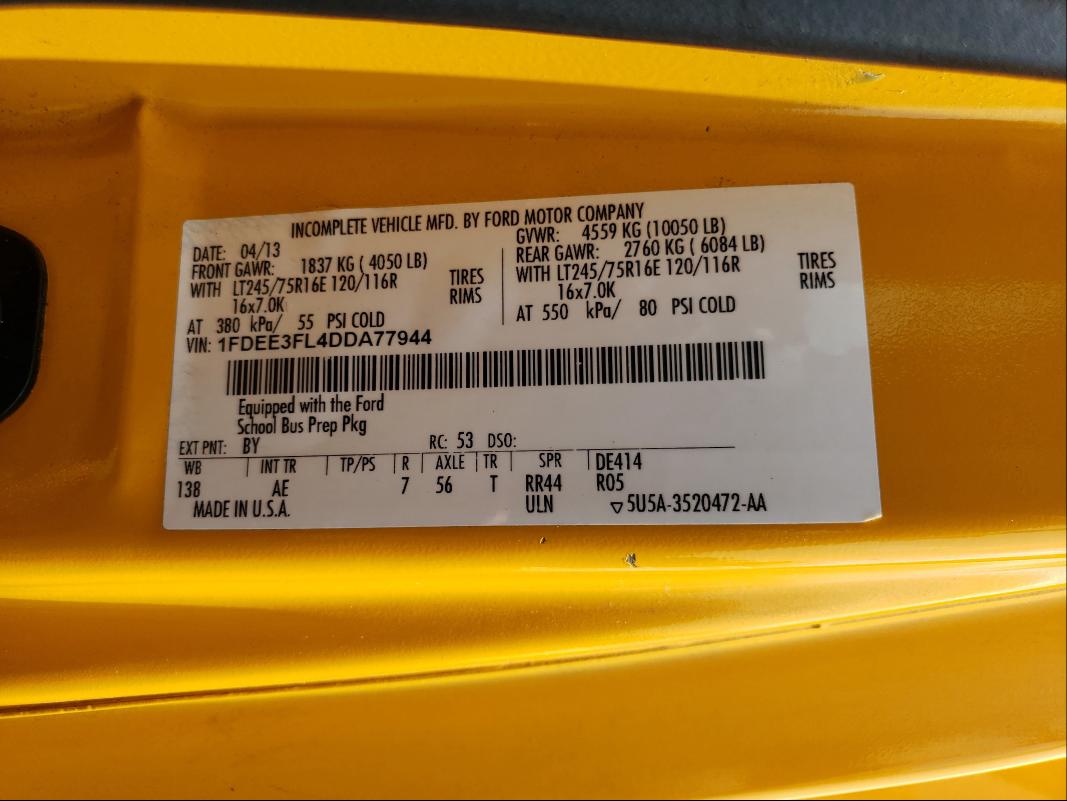 INCOMPLETE VEHICLE MFD. BY FORD MOTOR COMPANY
DATE: 04/13 GVWR: 4559 KG (10050 LB)
FRONT GAWR: 1837 KG ( 4050 LB) REAR GAWR: 2760 KG ( 6084 LB)
WITH LT245/75R16E 120/116R TIRES WITH LT245/75R16E 120/116R TIRES
16x7.0K RIMS 16x7.0K RIMS
AT 380 kPa/ 55 PSI COLD AT 550 kPa/ 80 PSI COLD
VIN: 1FDEE3FL4DDA77944
Equipped with the Ford
School Bus Prep Pkg
EXT PNT: BY RC: 53 DSO:
WB INT TR TP/PS R AXLE TR SPR DE414
138 AE 7 56 T RR44 R05
MADE IN U.S.A. ULN ▽5U5A-3520472-AA